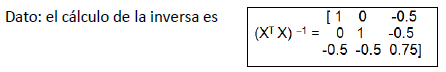 Dato: el cálculo de la inversa es
[ 1 0 -0.5
(Xᵀ X) ⁻¹ = 0 1 -0.5
-0.5 -0.5 0.75]